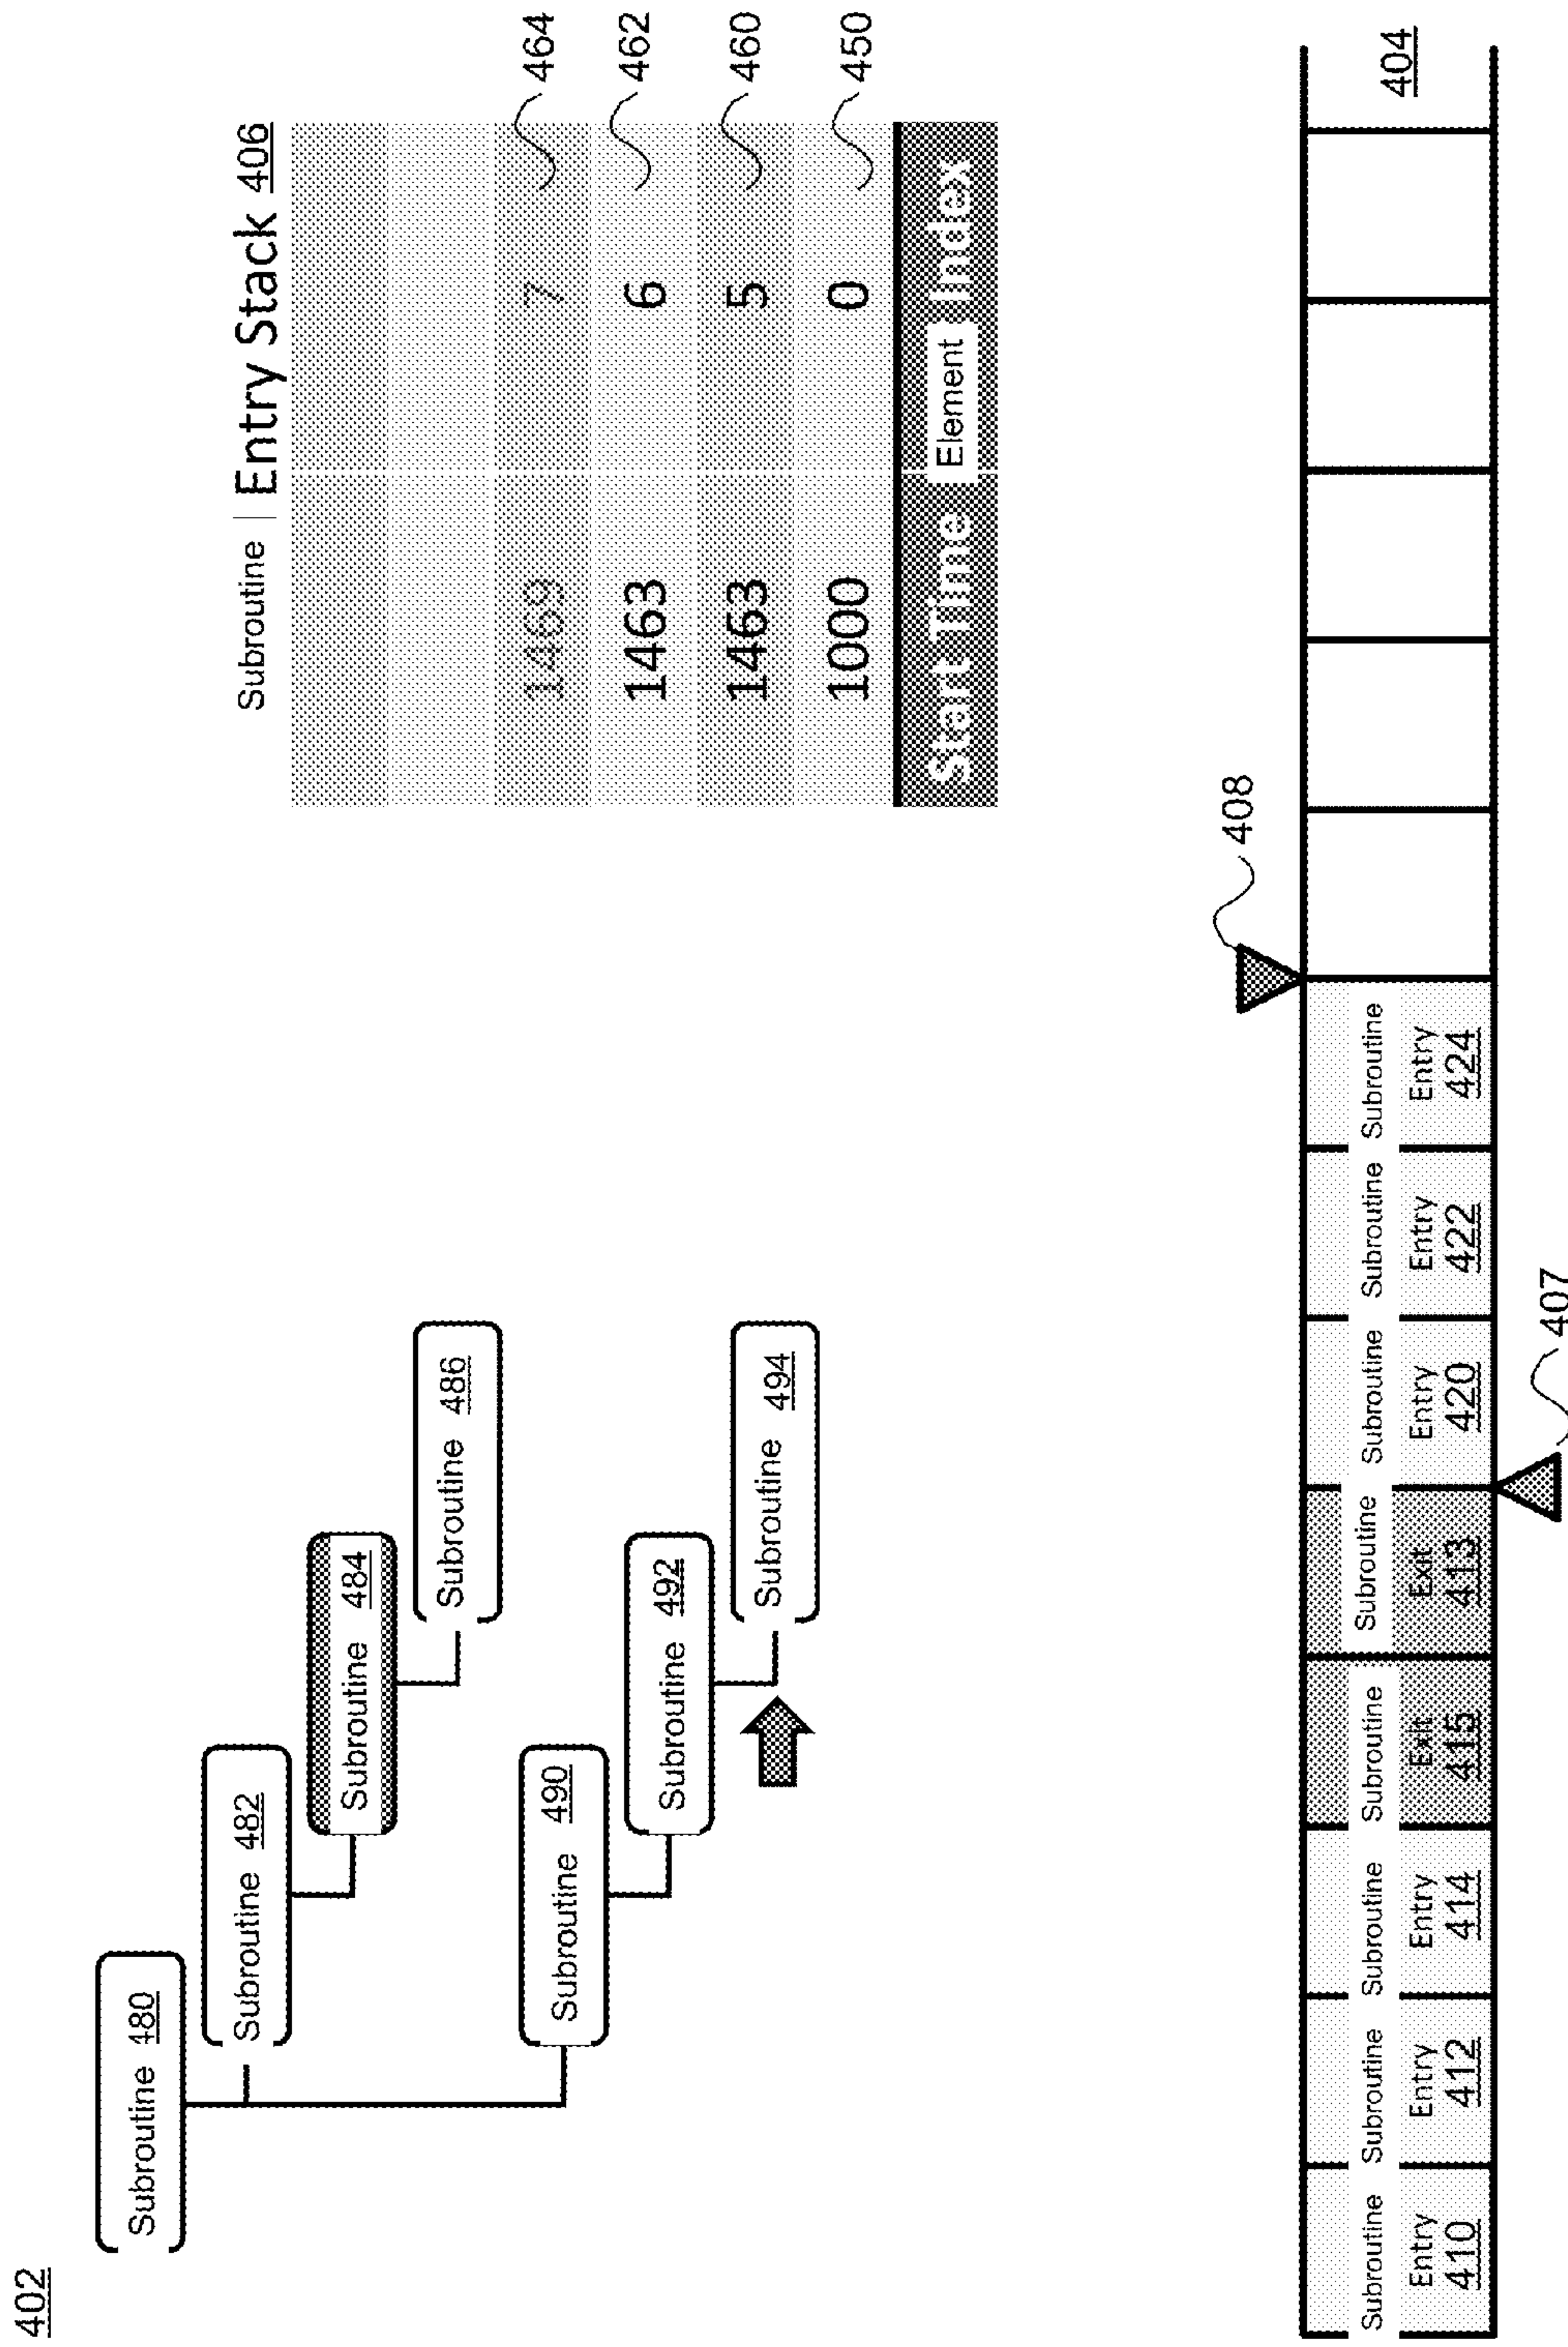 402
Subroutine 480
Subroutine 482
Subroutine 484
Subroutine 486
Subroutine 490
Subroutine 492
Subroutine 494
Subroutine | Entry Stack 406
1469 7 464
1463 6 462
1463 5 460
1000 0 450
Start Time Element Index
408
Subroutine Entry 410
Subroutine Entry 412
Subroutine Entry 414
Subroutine Exit 415
Subroutine Exit 413
Subroutine Entry 420
Subroutine Entry 422
Subroutine Entry 424
404
407